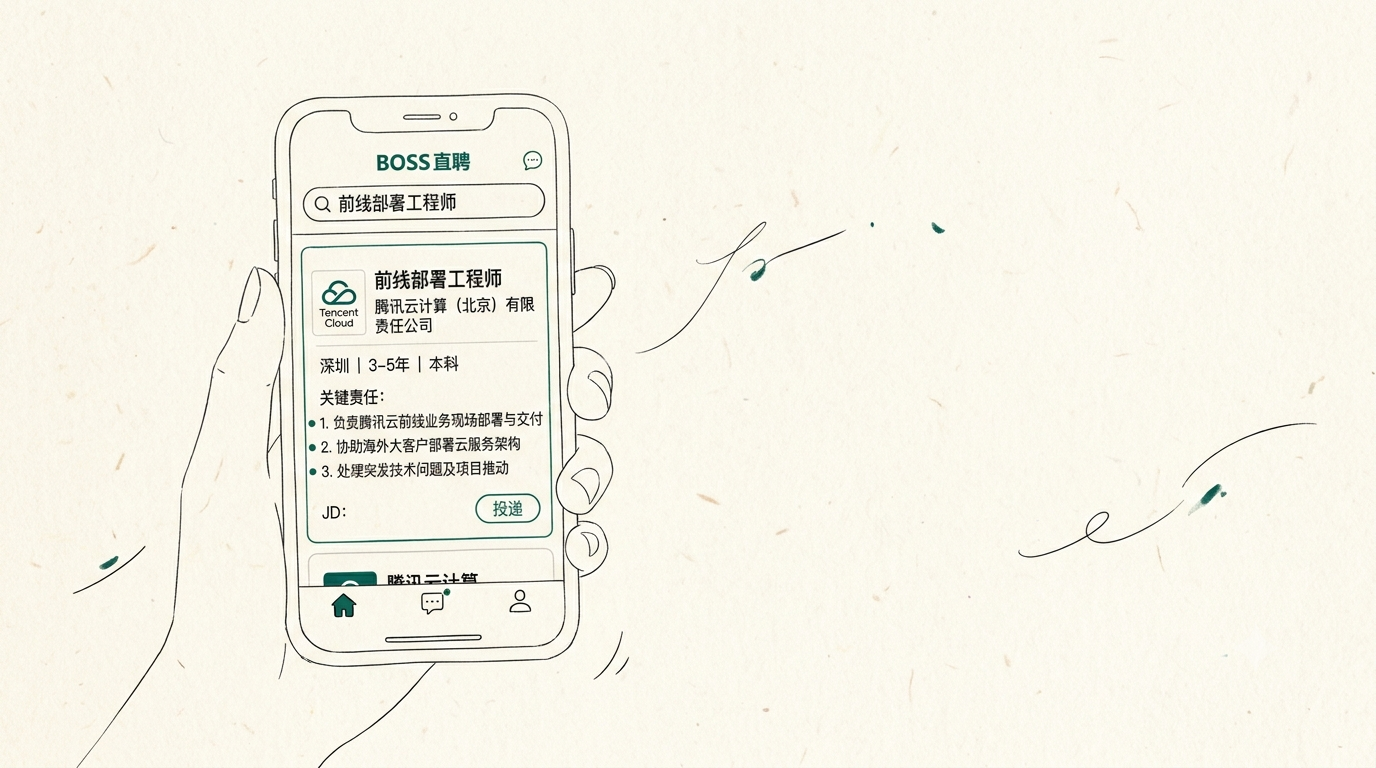 BOSS直聘
前线部署工程师
Tencent
Cloud
前线部署工程师
腾讯云计算（北京）有限
责任公司
深圳 | 3-5年 | 本科
关键责任：
1. 负责腾讯云前线业务现场部署与交付
2. 协助海外大客户部署云服务架构
3. 处理突发技术问题及项目推动
JD：
投递
腾讯云计算